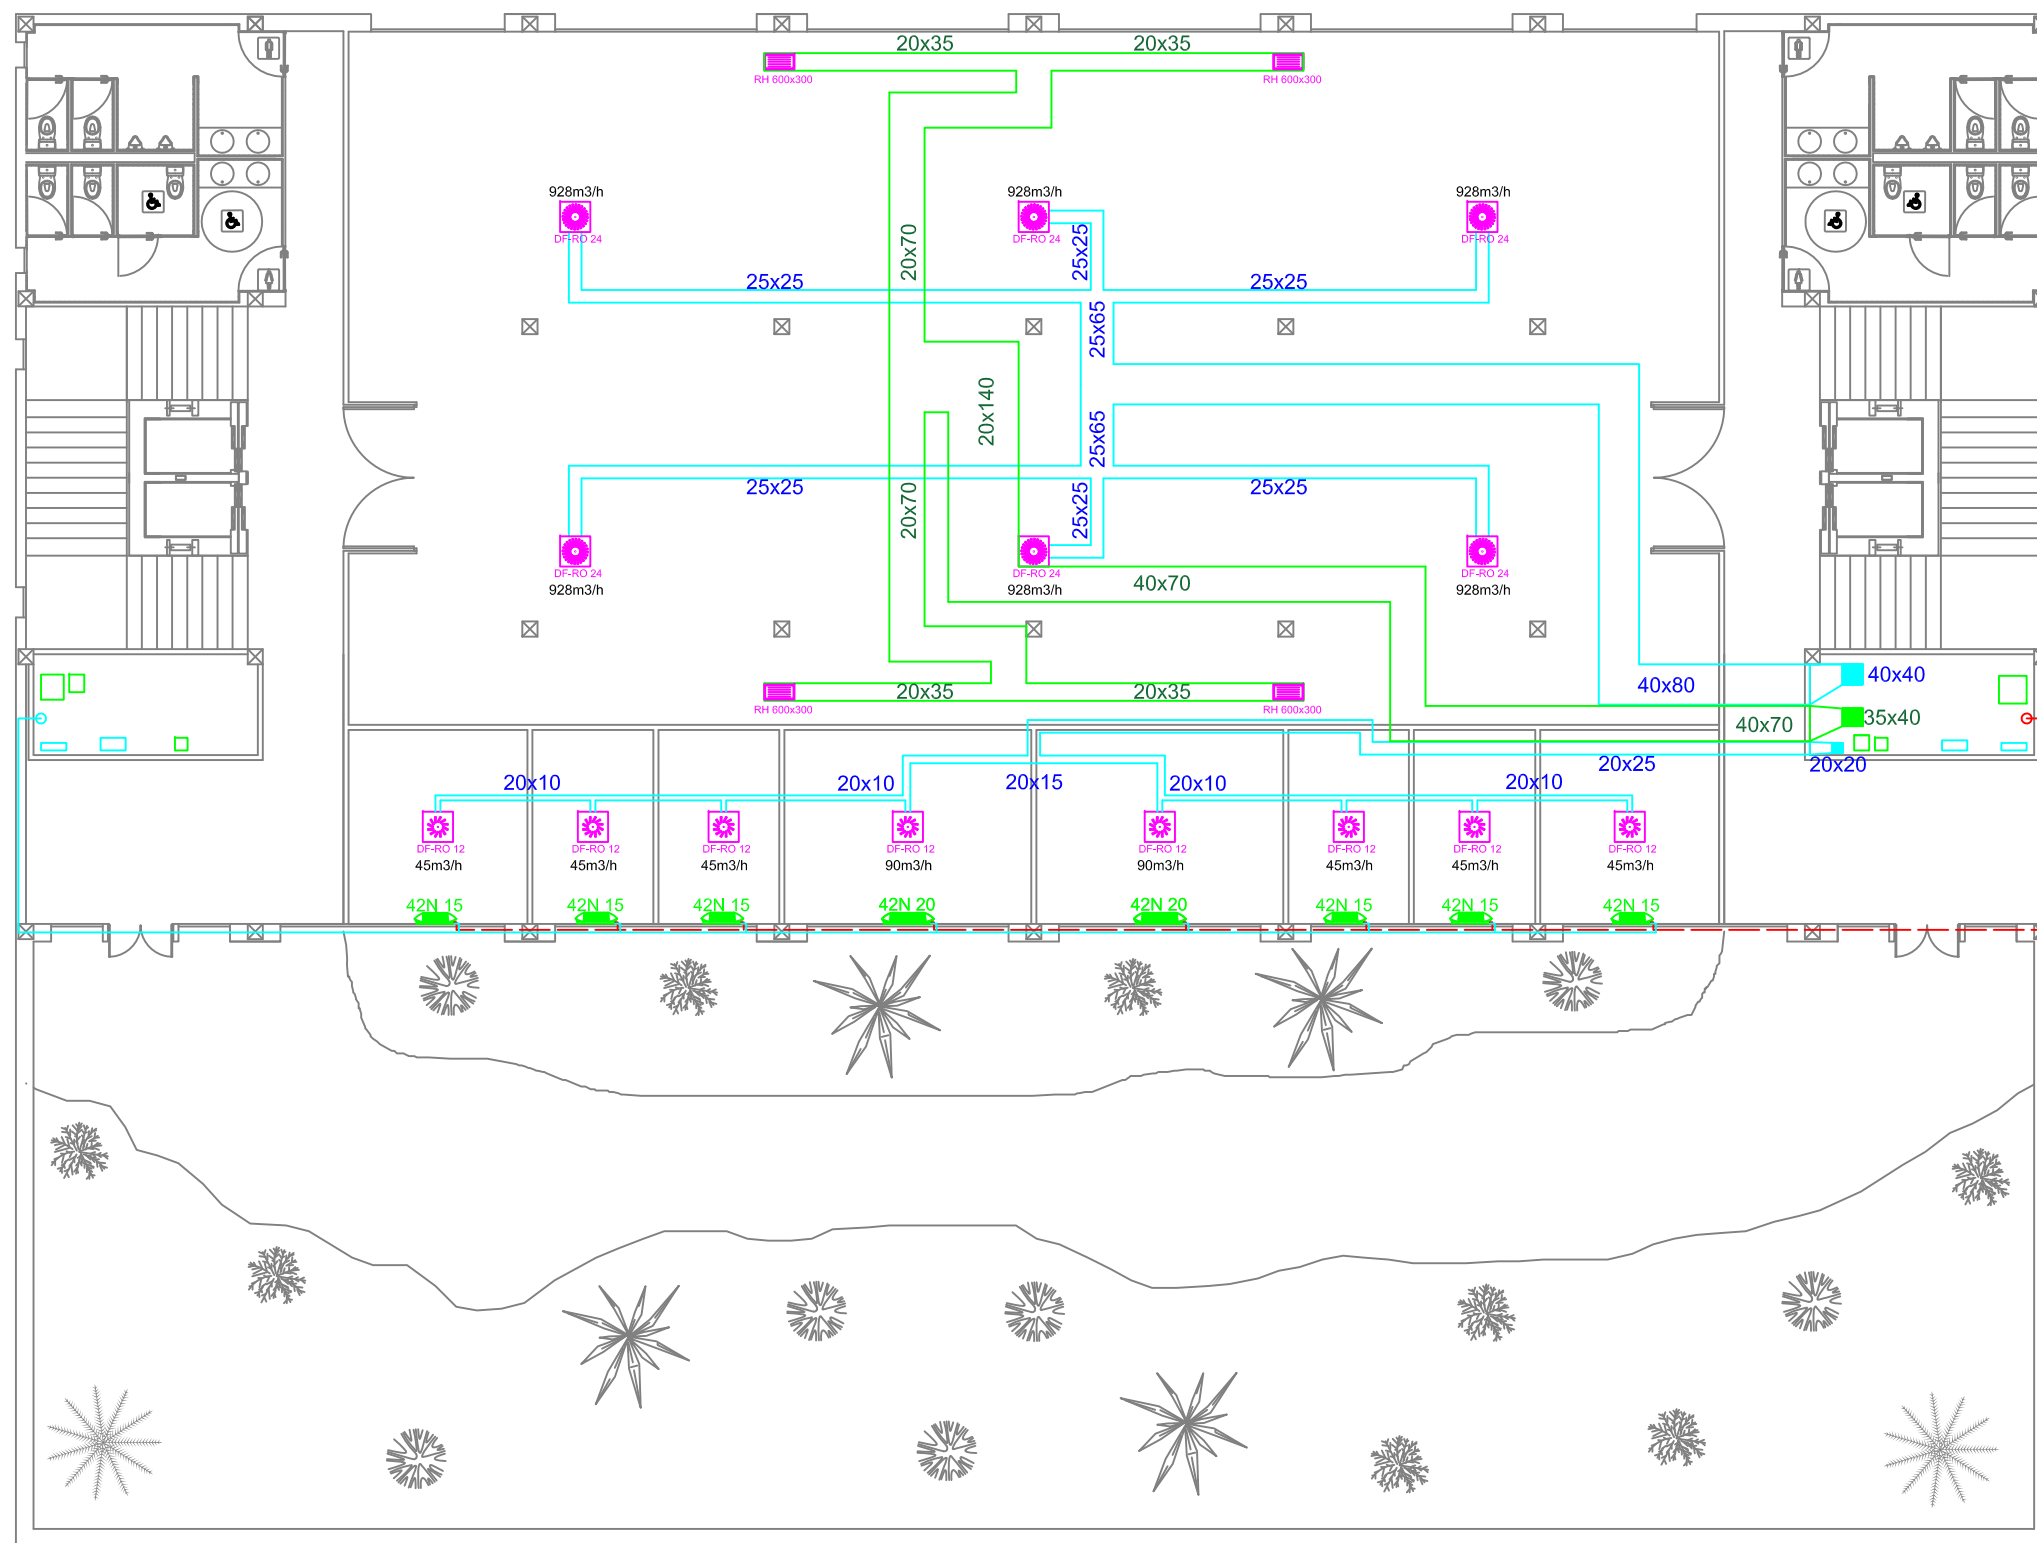 20x35 20x35
RH 600x300 RH 600x300
928m3/h 928m3/h 928m3/h
DF-RO 24 DF-RO 24 DF-RO 24
20x70
25x25
25x25 25x25
25x65
20x140
25x65
25x25 25x25
20x70
25x25
DF-RO 24 DF-RO 24 DF-RO 24
40x70
928m3/h 928m3/h 928m3/h
40x40
40x80
20x35 20x35
RH 600x300 RH 600x300
35x40
40x70
20x25 20x20
20x10 20x10 20x15 20x10 20x10
DF-RO 12 DF-RO 12 DF-RO 12 DF-RO 12 DF-RO 12 DF-RO 12 DF-RO 12 DF-RO 12
45m3/h 45m3/h 45m3/h 90m3/h 90m3/h 45m3/h 45m3/h 45m3/h
42N 15 42N 15 42N 15 42N 20 42N 20 42N 15 42N 15 42N 15